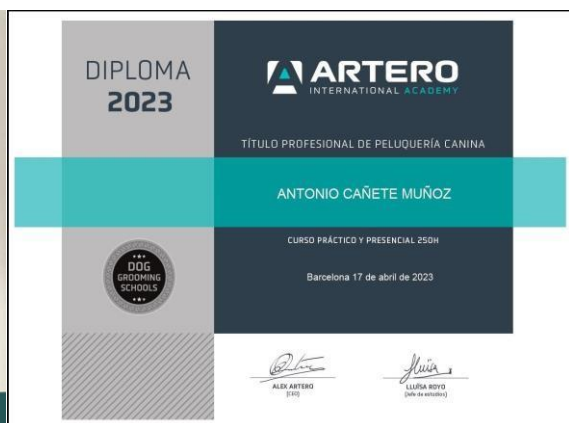 DIPLOMA
2023
ARTERO
INTERNATIONAL ACADEMY
TÍTULO PROFESIONAL DE PELUQUERÍA CANINA
ANTONIO CAÑETE MUÑOZ
CURSO PRÁCTICO Y PRESENCIAL 250H
Barcelona 17 de abril de 2023
DOG
GROOMING
SCHOOLS
ALEX ARTERO
(CEO)
Lluïsa
LLUÏSA ROYO
(Jefe de estudios)